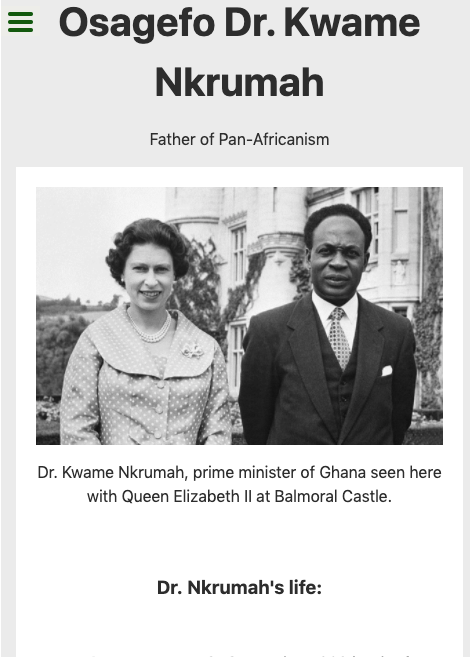 Osagefo Dr. Kwame
Nkrumah
Father of Pan-Africanism
Dr. Kwame Nkrumah, prime minister of Ghana seen here
with Queen Elizabeth II at Balmoral Castle.
Dr. Nkrumah's life: